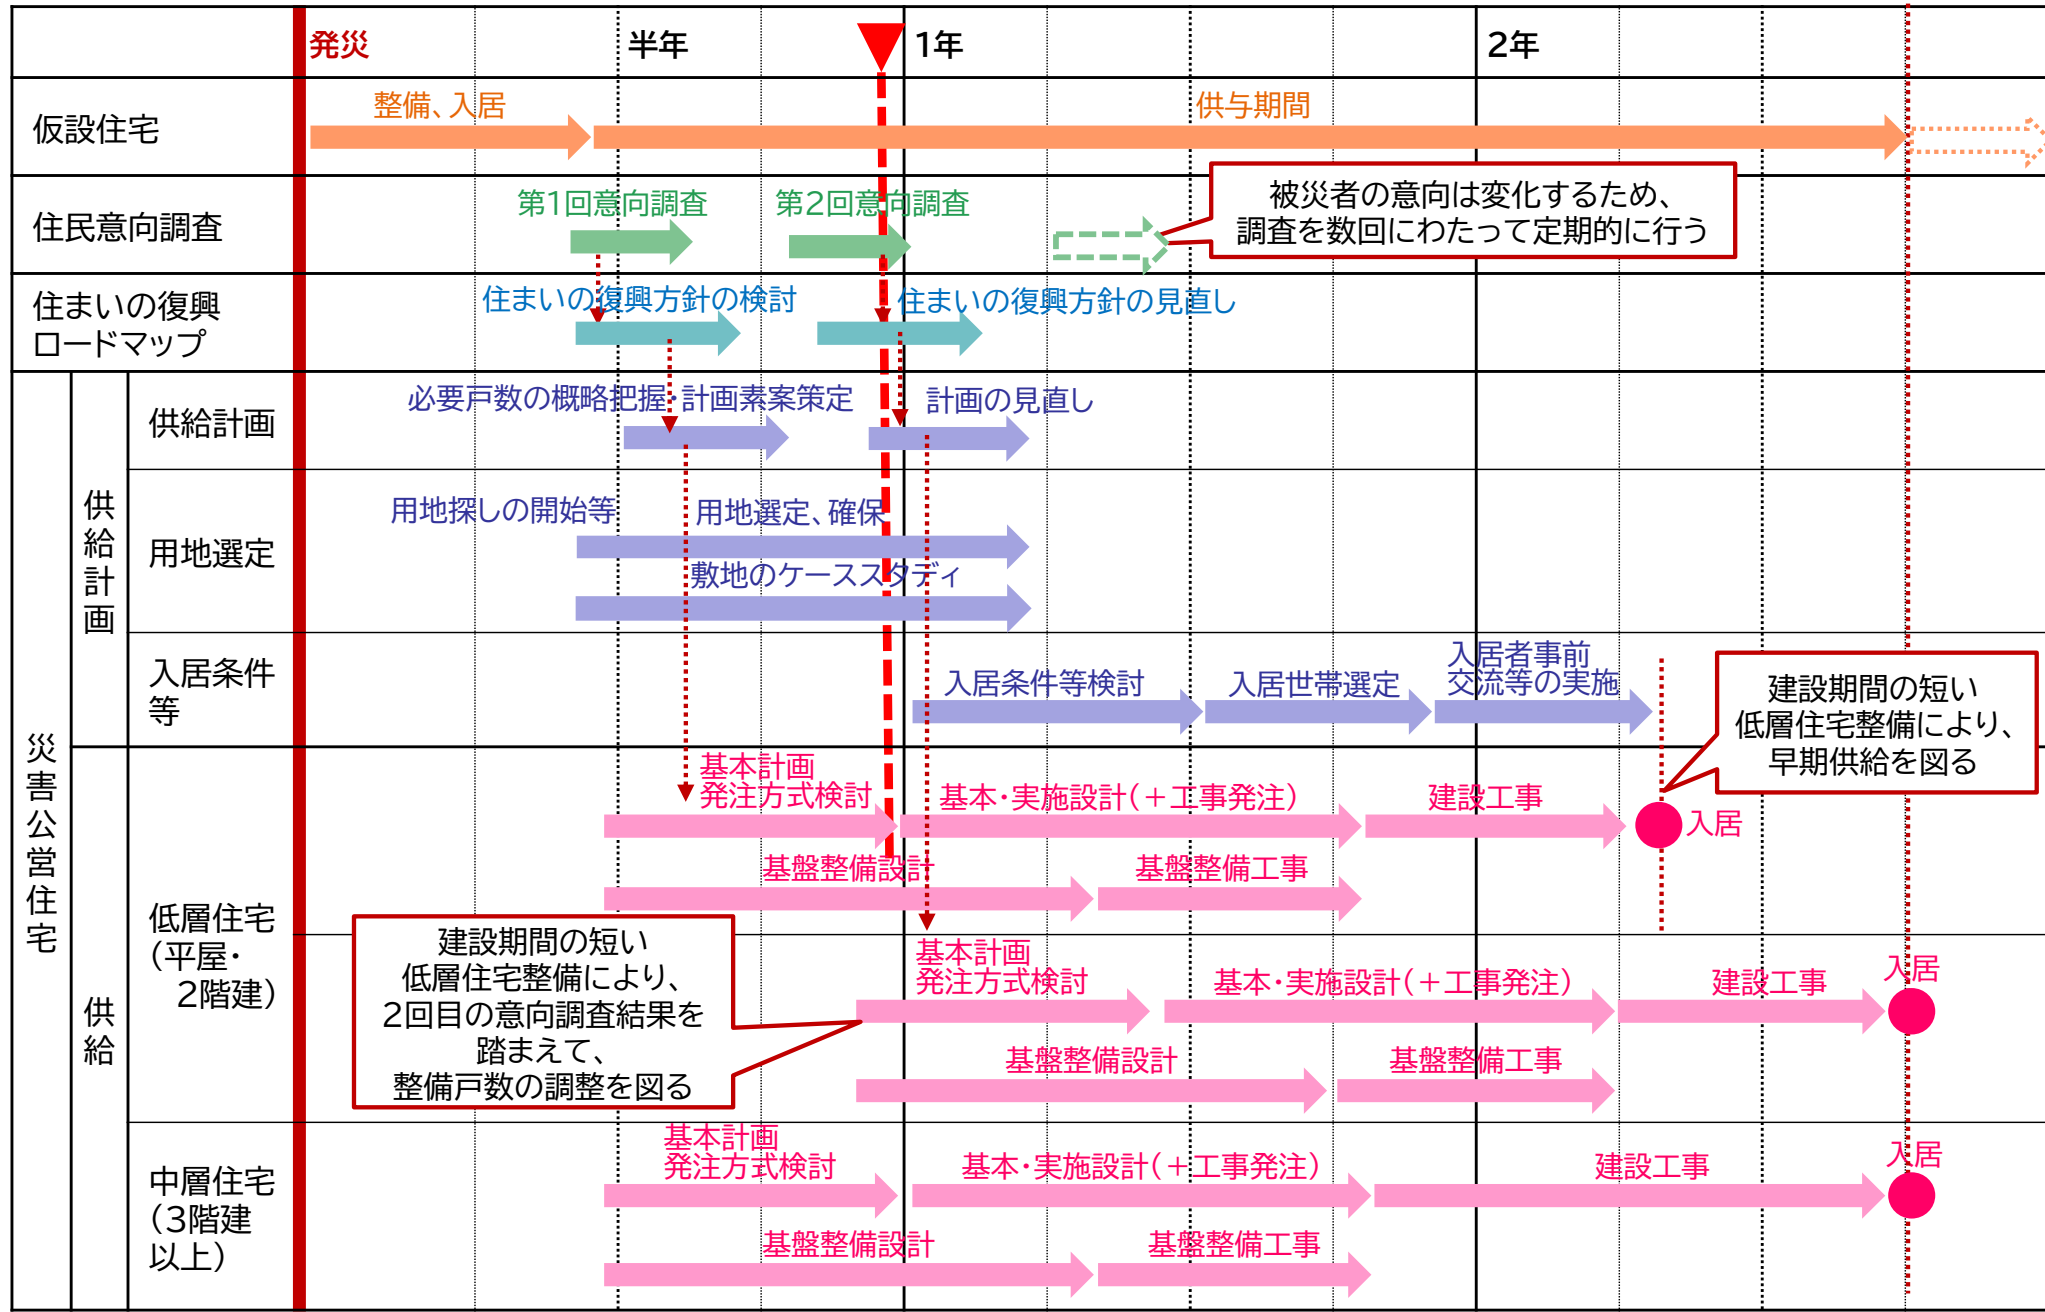 発災
半年
1年
2年
仮設住宅
整備、入居
供与期間
住民意向調査
第1回意向調査
第2回意向調査
被災者の意向は変化するため、
調査を数回にわたって定期的に行う
住まいの復興
ロードマップ
住まいの復興方針の検討
住まいの復興方針の見直し
災害公営住宅
供給計画
供給計画
必要戸数の概略把握・計画素案策定
計画の見直し
用地選定
用地探しの開始等
用地選定、確保
敷地のケーススタディ
入居条件
等
入居条件等検討
入居世帯選定
入居者事前
交流等の実施
建設期間の短い
低層住宅整備により、
早期供給を図る
供給
低層住宅
(平屋・
2階建)
基本計画
発注方式検討
基本・実施設計(+工事発注)
建設工事
入居
基盤整備設計
基盤整備工事
建設期間の短い
低層住宅整備により、
2回目の意向調査結果を
踏まえて、
整備戸数の調整を図る
基本計画
発注方式検討
基本・実施設計(+工事発注)
建設工事
入居
基盤整備設計
基盤整備工事
中層住宅
(3階建
以上)
基本計画
発注方式検討
基本・実施設計(+工事発注)
建設工事
入居
基盤整備設計
基盤整備工事